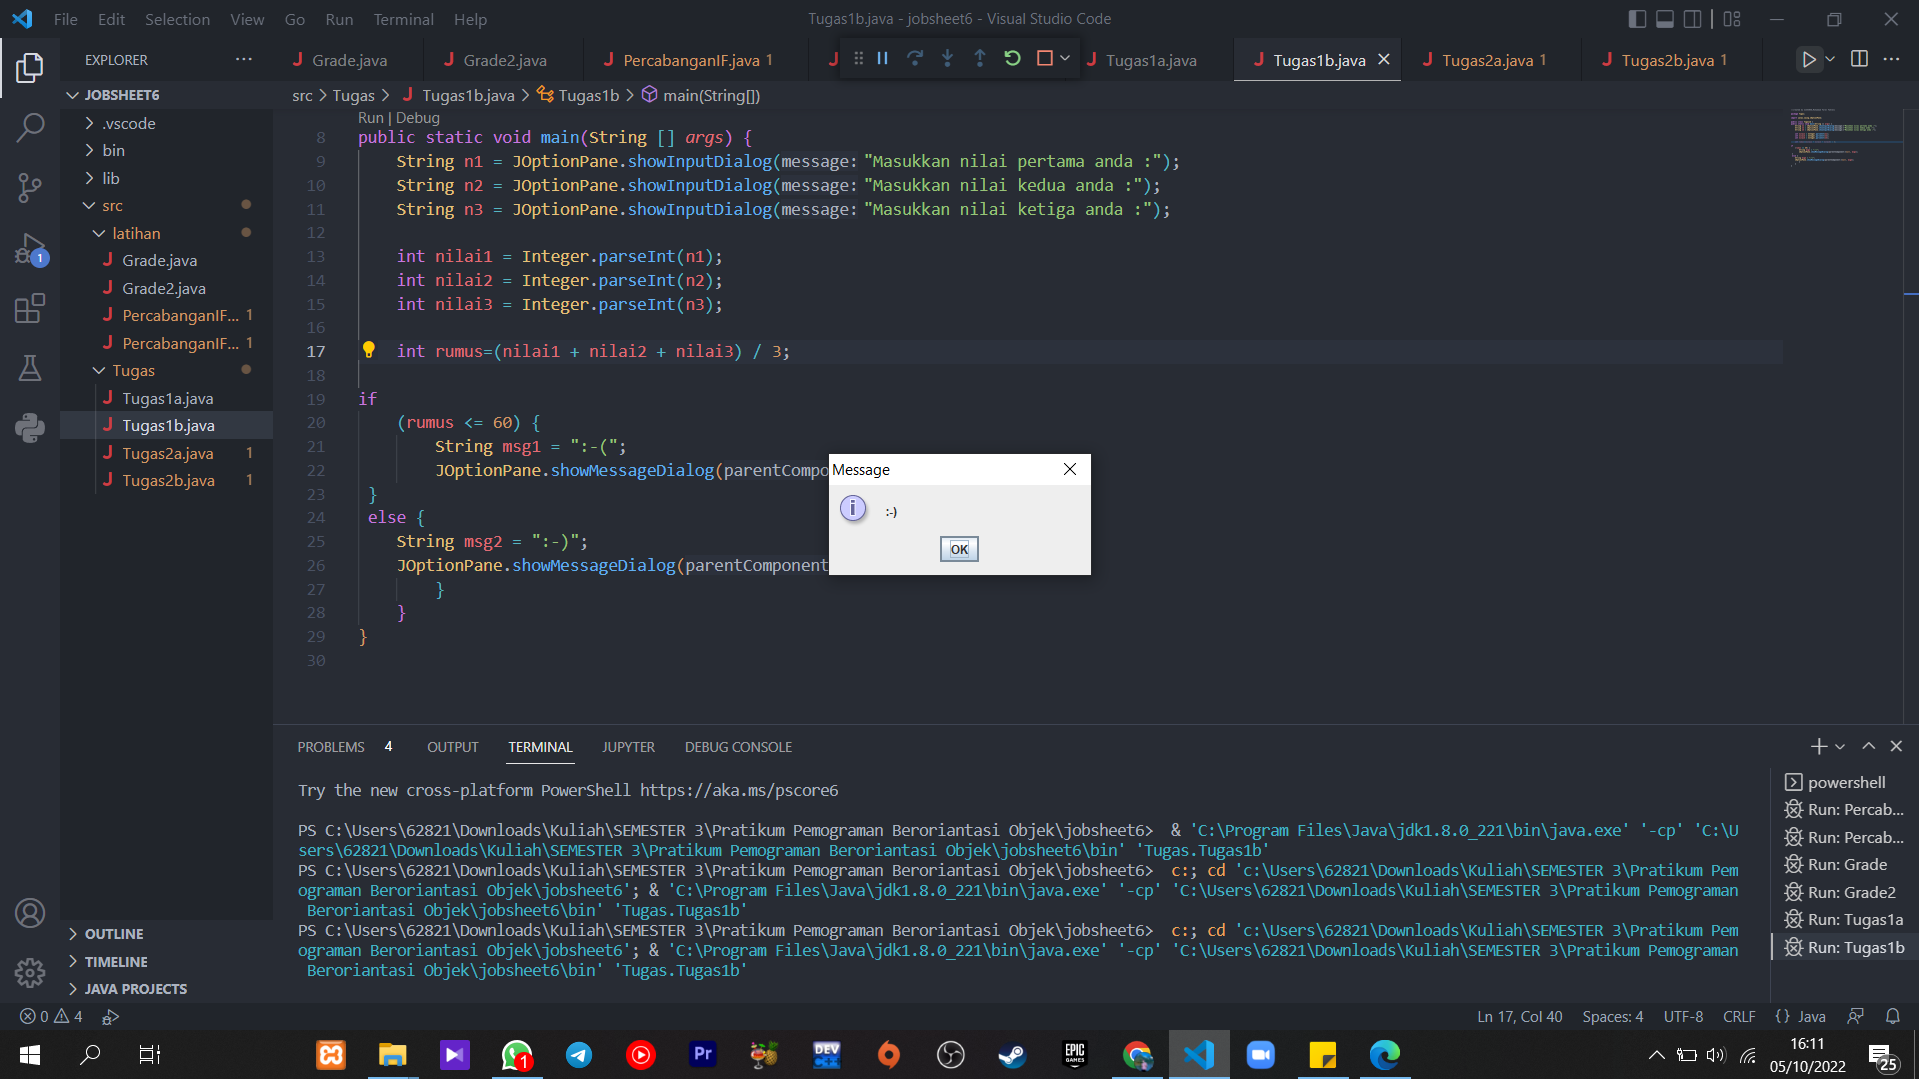 File Edit Selection View Go Run Terminal Help
Tugas1b.java - jobsheet6 - Visual Studio Code
EXPLORER
Grade.java
Grade2.java
PercabanganIF.java 1
Tugas1a.java
Tugas1b.java
Tugas2a.java 1
Tugas2b.java 1
JOBSHEET6
.vscode
bin
lib
src
latihan
Grade.java
Grade2.java
PercabanganIF... 1
PercabanganIF... 1
Tugas
Tugas1a.java
Tugas1b.java
Tugas2a.java 1
Tugas2b.java 1
OUTLINE
TIMELINE
JAVA PROJECTS
1
src > Tugas > Tugas1b.java > Tugas1b > main(String[])
Run | Debug
8 public static void main(String [] args) {
9 String n1 = JOptionPane.showInputDialog(message: "Masukkan nilai pertama anda :");
10 String n2 = JOptionPane.showInputDialog(message: "Masukkan nilai kedua anda :");
11 String n3 = JOptionPane.showInputDialog(message: "Masukkan nilai ketiga anda :");
12
13 int nilai1 = Integer.parseInt(n1);
14 int nilai2 = Integer.parseInt(n2);
15 int nilai3 = Integer.parseInt(n3);
16
17 int rumus=(nilai1 + nilai2 + nilai3) / 3;
18
19 if
20 (rumus <= 60) {
21 String msg1 = ":-(";
22 JOptionPane.showMessageDialog(parentCompo
23 }
24 else {
25 String msg2 = ":-)";
26 JOptionPane.showMessageDialog(parentComponent
27 }
28 }
29 }
30
Message
:-)
OK
PROBLEMS 4 OUTPUT TERMINAL JUPYTER DEBUG CONSOLE
Try the new cross-platform PowerShell https://aka.ms/pscore6
PS C:\Users\62821\Downloads\Kuliah\SEMESTER 3\Pratikum Pemograman Beroriantasi Objek\jobsheet6> & 'C:\Program Files\Java\jdk1.8.0_221\bin\java.exe' '-cp' 'C:\U
sers\62821\Downloads\Kuliah\SEMESTER 3\Pratikum Pemograman Beroriantasi Objek\jobsheet6\bin' 'Tugas.Tugas1b'
PS C:\Users\62821\Downloads\Kuliah\SEMESTER 3\Pratikum Pemograman Beroriantasi Objek\jobsheet6> c:; cd 'c:\Users\62821\Downloads\Kuliah\SEMESTER 3\Pratikum Pem
ograman Beroriantasi Objek\jobsheet6'; & 'C:\Program Files\Java\jdk1.8.0_221\bin\java.exe' '-cp' 'C:\Users\62821\Downloads\Kuliah\SEMESTER 3\Pratikum Pemograman
Beroriantasi Objek\jobsheet6\bin' 'Tugas.Tugas1b'
PS C:\Users\62821\Downloads\Kuliah\SEMESTER 3\Pratikum Pemograman Beroriantasi Objek\jobsheet6> c:; cd 'c:\Users\62821\Downloads\Kuliah\SEMESTER 3\Pratikum Pem
ograman Beroriantasi Objek\jobsheet6'; & 'C:\Program Files\Java\jdk1.8.0_221\bin\java.exe' '-cp' 'C:\Users\62821\Downloads\Kuliah\SEMESTER 3\Pratikum Pemograman
Beroriantasi Objek\jobsheet6\bin' 'Tugas.Tugas1b'
powershell
Run: Percab...
Run: Percab...
Run: Grade
Run: Grade2
Run: Tugas1a
Run: Tugas1b
0 4
Ln 17, Col 40 Spaces: 4 UTF-8 CRLF {} Java
1
Pr
DEV C++
EPIC GAMES
16:11
05/10/2022
25